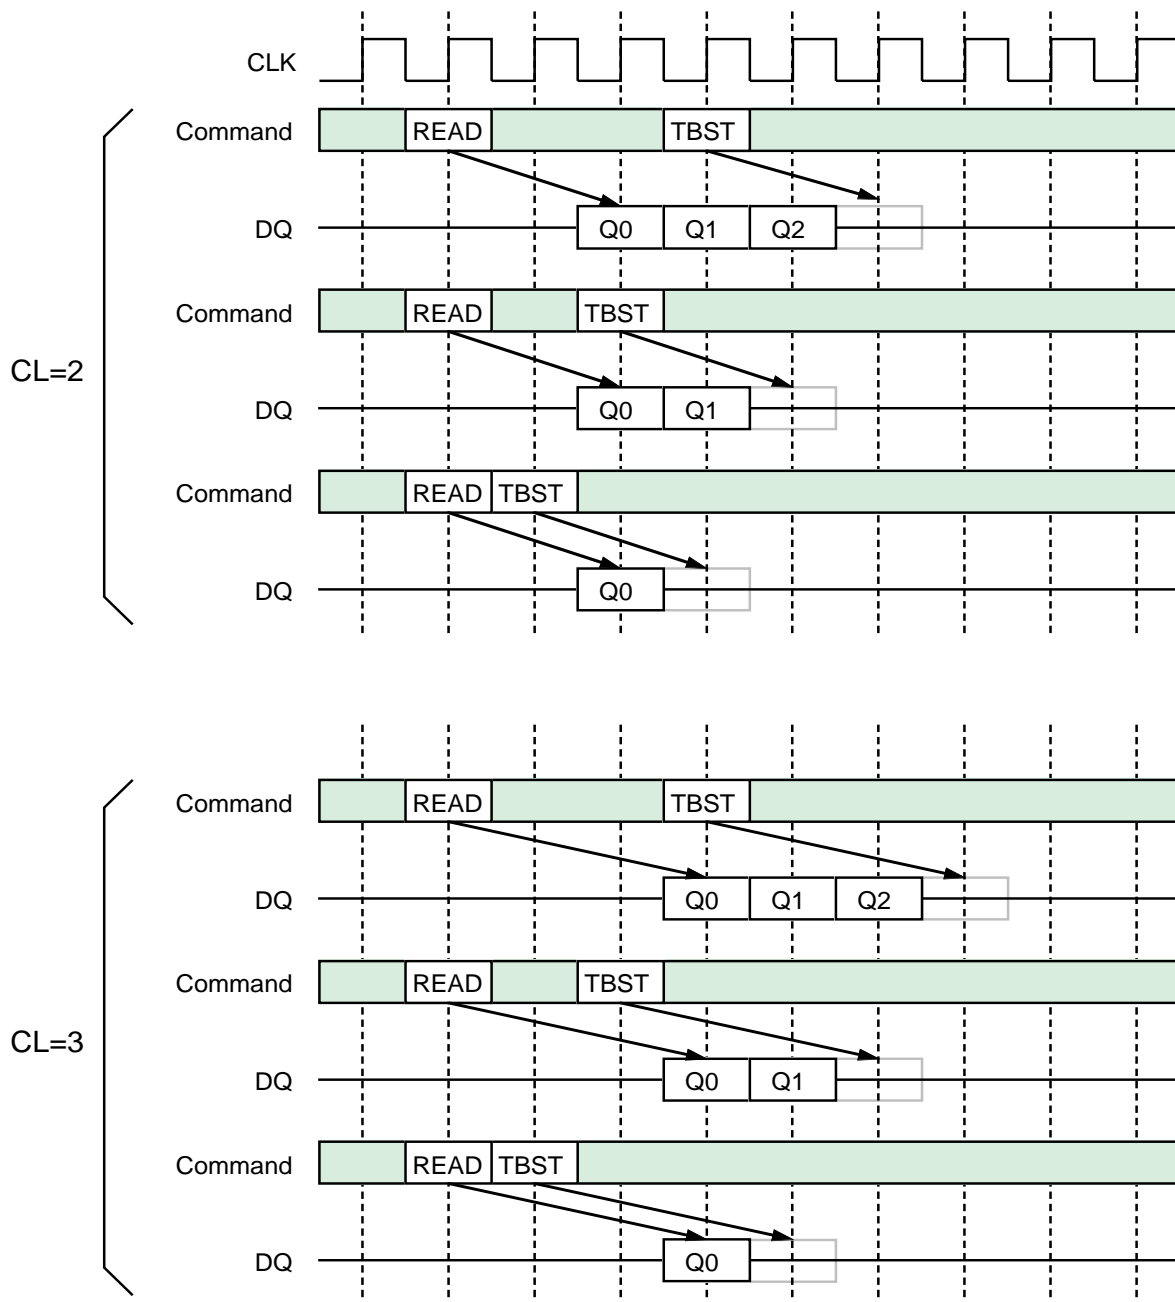 CLK
Command READ TBST
DQ Q0 Q1 Q2
Command READ TBST
CL=2
DQ Q0 Q1
Command READ TBST
DQ Q0
Command READ TBST
DQ Q0 Q1 Q2
Command READ TBST
CL=3
DQ Q0 Q1
Command READ TBST
DQ Q0